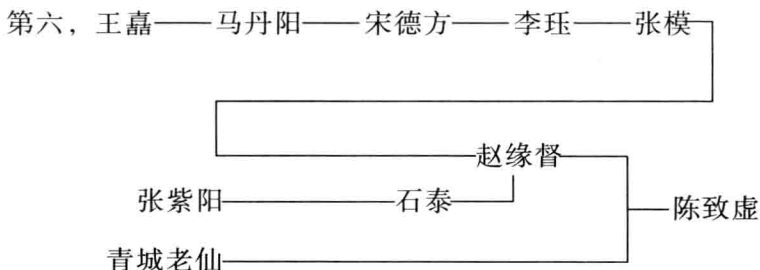 第六，王嚞——马丹阳——宋德方——李珏——张模
赵缘督
张紫阳——石泰
陈致虚
青城老仙